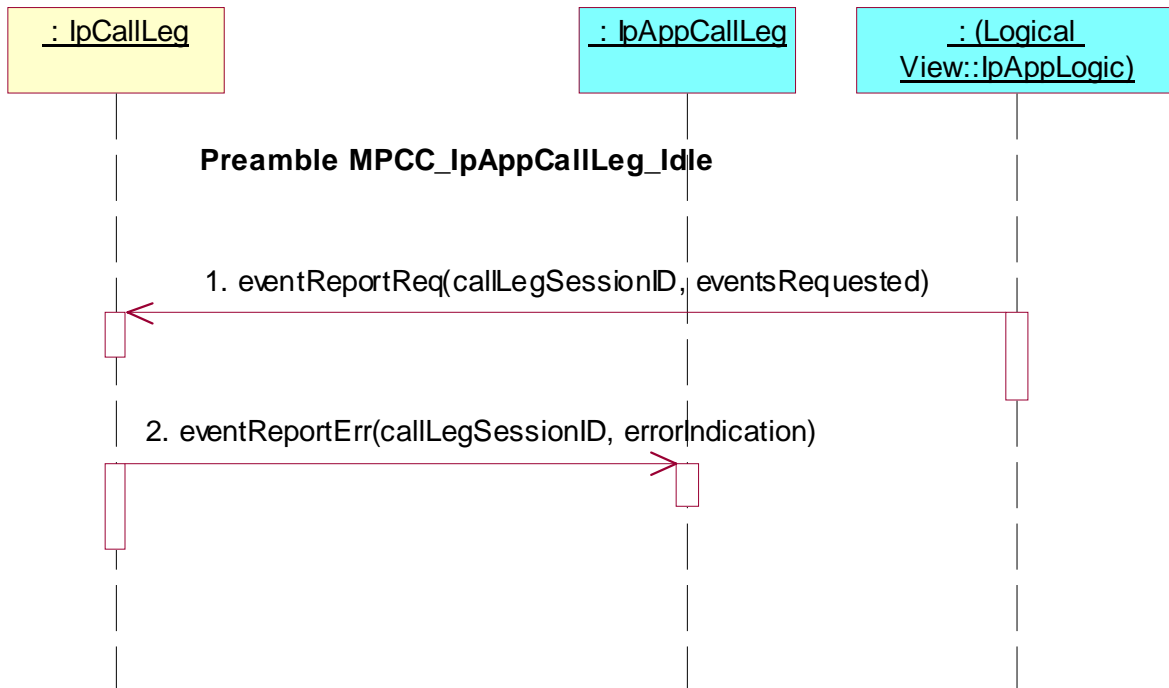 : IpCallLeg
: IpAppCallLeg
: (Logical
View::IpAppLogic)
Preamble MPCC_IpAppCallLeg_Idle
1. eventReportReq(callLegSessionID, eventsRequested)
2. eventReportErr(callLegSessionID, errorIndication)